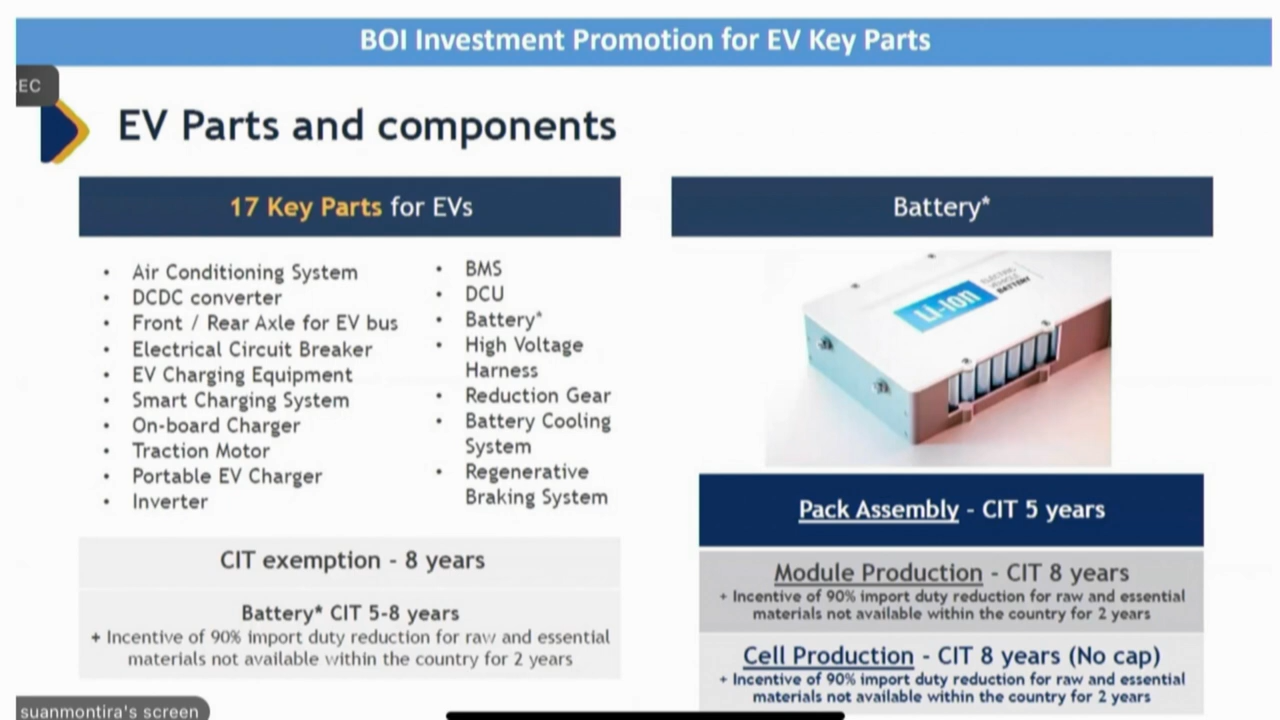 BOI Investment Promotion for EV Key Parts
EC
EV Parts and components
17 Key Parts for EVs
• Air Conditioning System
• DCDC converter
• Front / Rear Axle for EV bus
• Electrical Circuit Breaker
• EV Charging Equipment
• Smart Charging System
• On-board Charger
• Traction Motor
• Portable EV Charger
• Inverter
• BMS
• DCU
• Battery*
• High Voltage
Harness
• Reduction Gear
• Battery Cooling
System
• Regenerative
Braking System
CIT exemption - 8 years
Battery* CIT 5-8 years
+ Incentive of 90% import duty reduction for raw and essential
materials not available within the country for 2 years
Battery*
Li-ion
ELECTRIC
VEHICLE
BATTERY
Pack Assembly - CIT 5 years
Module Production - CIT 8 years
+ Incentive of 90% import duty reduction for raw and essential
materials not available within the country for 2 years
Cell Production - CIT 8 years (No cap)
+ Incentive of 90% import duty reduction for raw and essential
materials not available within the country for 2 years
suanmontira's screen